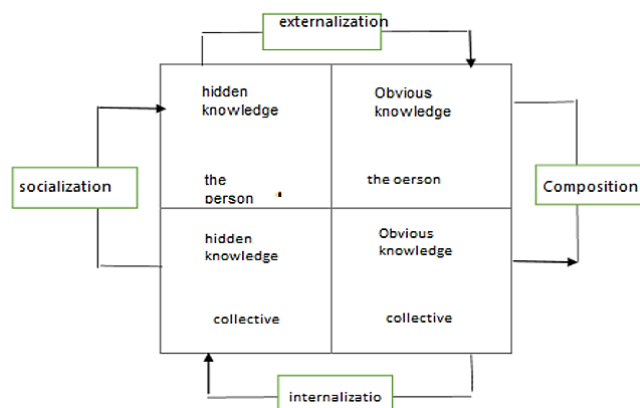 externalization
hidden
knowledge
Obvious
knowledge
the
person
the oerson
socialization
Composition
hidden
knowledge
Obvious
knowledge
collective
collective
internalizatio